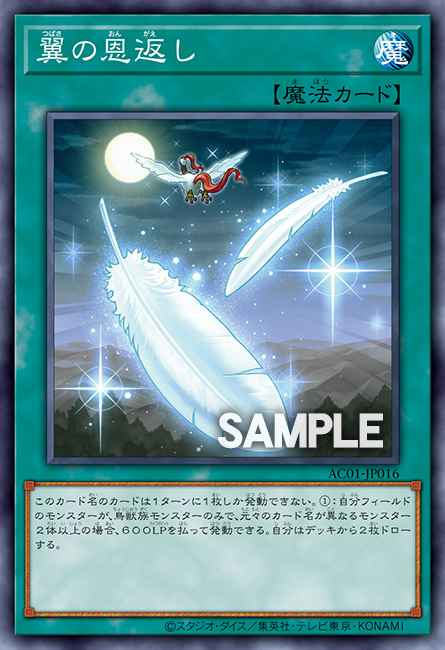 翼の恩返し
魔
【魔法カード】
SAMPLE
AC01-JP016
このカード名のカードは1ターンに1枚しか発動できない。①:自分フィールド
のモンスターが、鳥獣族モンスターのみで、元々のカード名が異なるモンスター
2体以上の場合、600LPを払って発動できる。自分はデッキから2枚ドロー
する。
©スタジオ・ダイス/集英社・テレビ東京・KONAMI